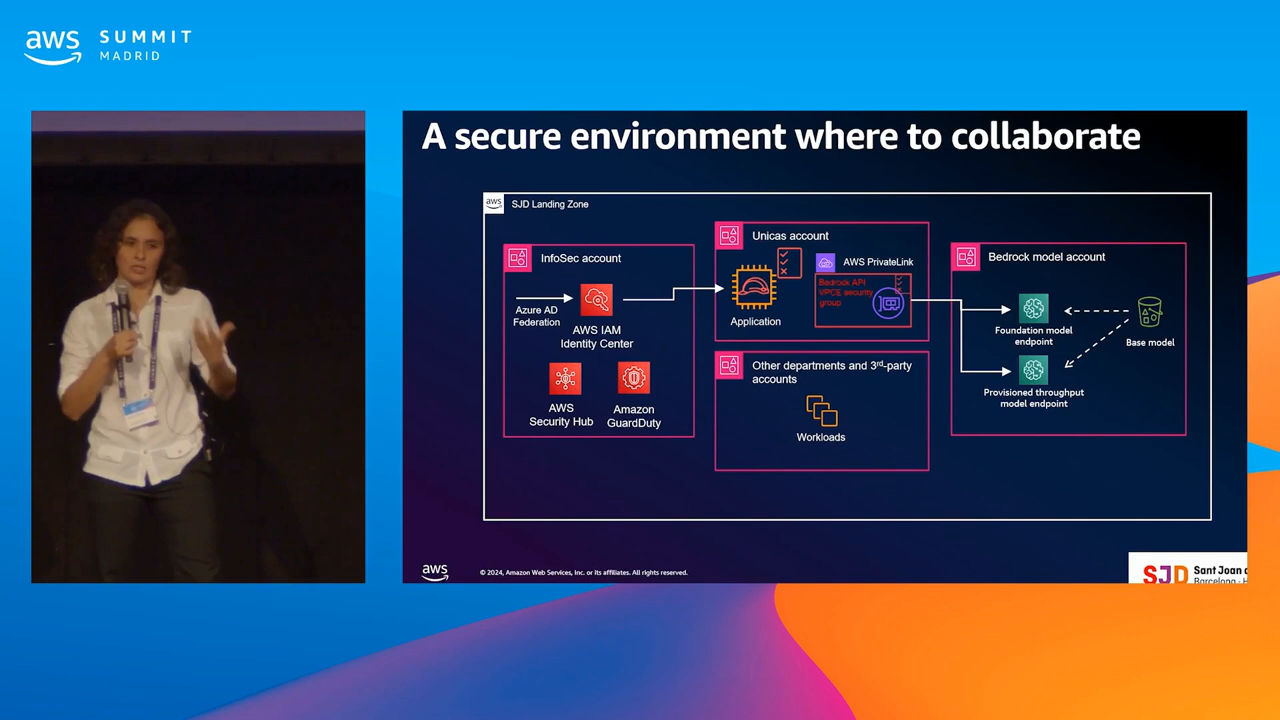 aws SUMMIT
MADRID
A secure environment where to collaborate
aws
SJD Landing Zone
InfoSec account
Azure AD
Federation
AWS IAM
Identity Center
AWS
Security Hub
Amazon
GuardDuty
Unicas account
AWS PrivateLink
Bedrock API
VPCE security
group
Application
Other departments and 3rd-party
accounts
Workloads
Bedrock model account
Foundation model
endpoint
Base model
Provisioned throughput
model endpoint
aws
© 2024, Amazon Web Services, Inc. or its affiliates. All rights reserved.
SJD Sant Joan